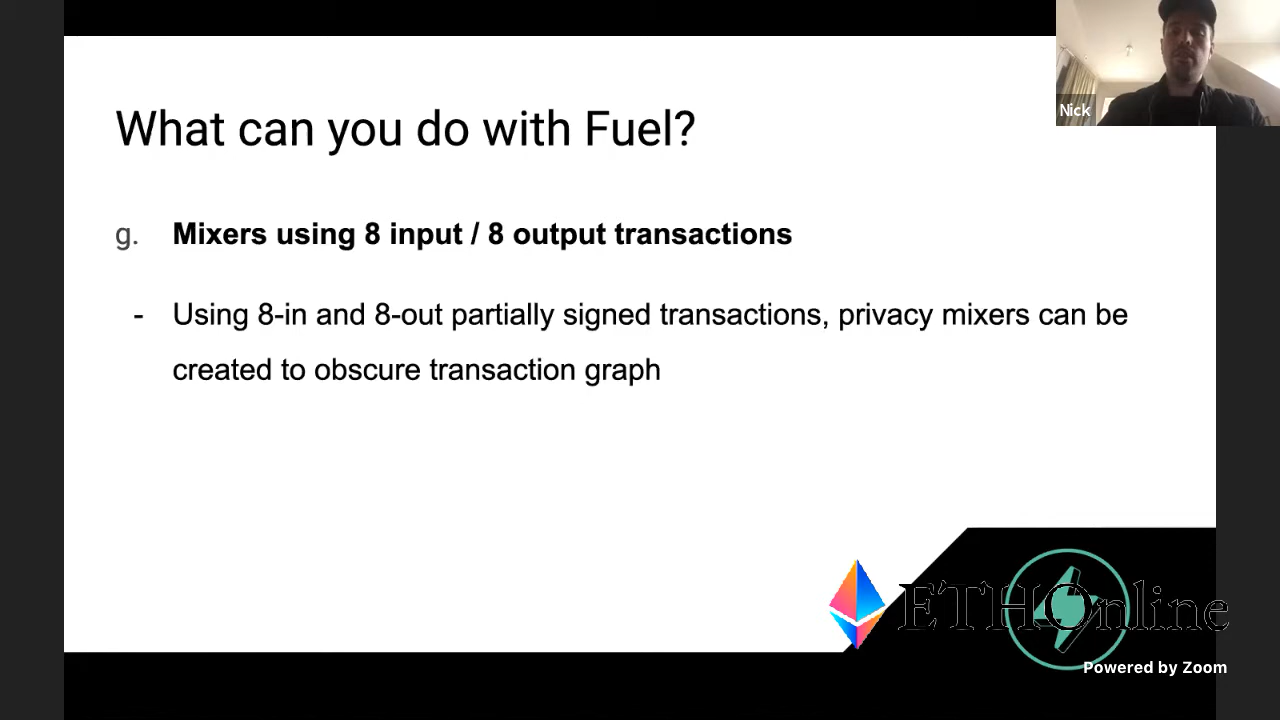 What can you do with Fuel?
Nick
g. Mixers using 8 input / 8 output transactions
- Using 8-in and 8-out partially signed transactions, privacy mixers can be
created to obscure transaction graph
ETHOnline
Powered by Zoom